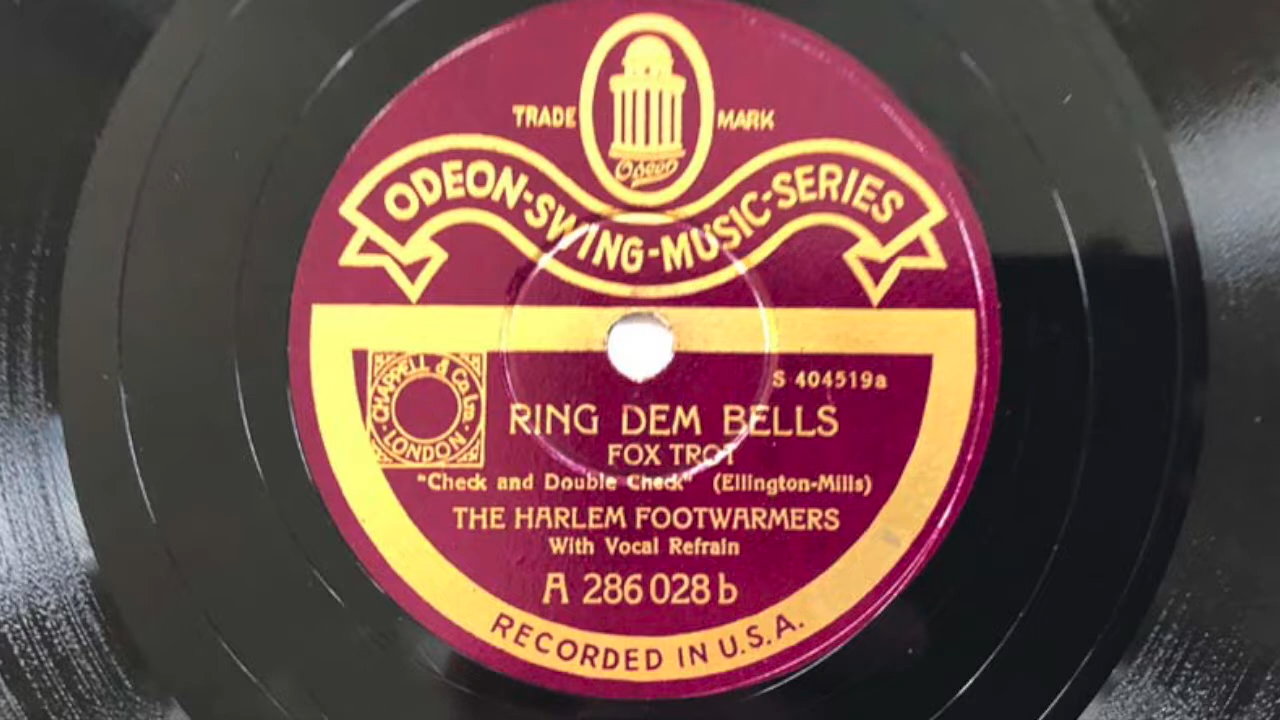 TRADE MARK
Odeon
ODEON-SWING-MUSIC-SERIES
CHAPPELL & Co Ltd.
LONDON
S 404519a
RING DEM BELLS
FOX TROT
"Check and Double Check" (Ellington-Mills)
THE HARLEM FOOTWARMERS
With Vocal Refrain
A 286 028 b
RECORDED IN U.S.A.